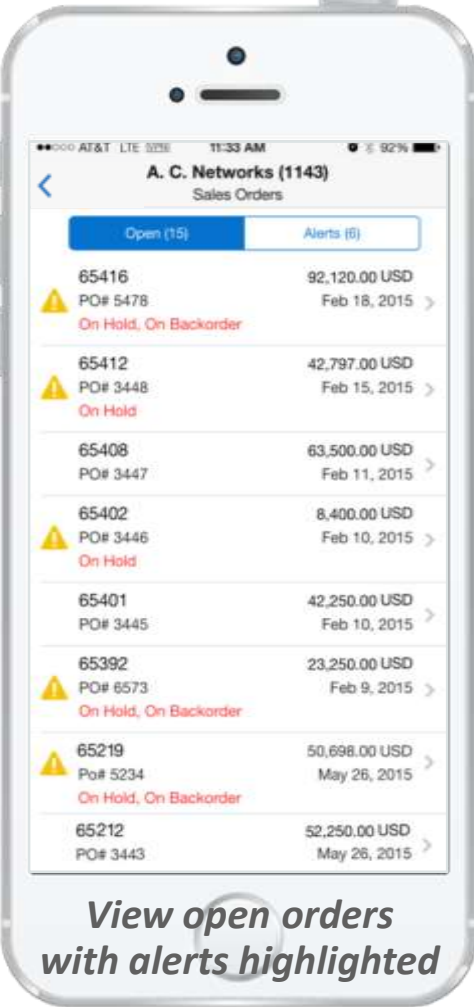 AT&T LTE 11:33 AM 92%
A. C. Networks (1143)
Sales Orders
Open (15) Alerts (6)
65416 92,120.00 USD
PO# 5478 Feb 18, 2015
On Hold, On Backorder
65412 42,797.00 USD
PO# 3448 Feb 15, 2015
On Hold
65408 63,500.00 USD
PO# 3447 Feb 11, 2015
65402 8,400.00 USD
PO# 3446 Feb 10, 2015
On Hold
65401 42,250.00 USD
PO# 3445 Feb 10, 2015
65392 23,250.00 USD
PO# 6573 Feb 9, 2015
On Hold, On Backorder
65219 50,698.00 USD
Po# 5234 May 26, 2015
On Hold, On Backorder
65212 52,250.00 USD
PO# 3443 May 26, 2015
View open orders
with alerts highlighted